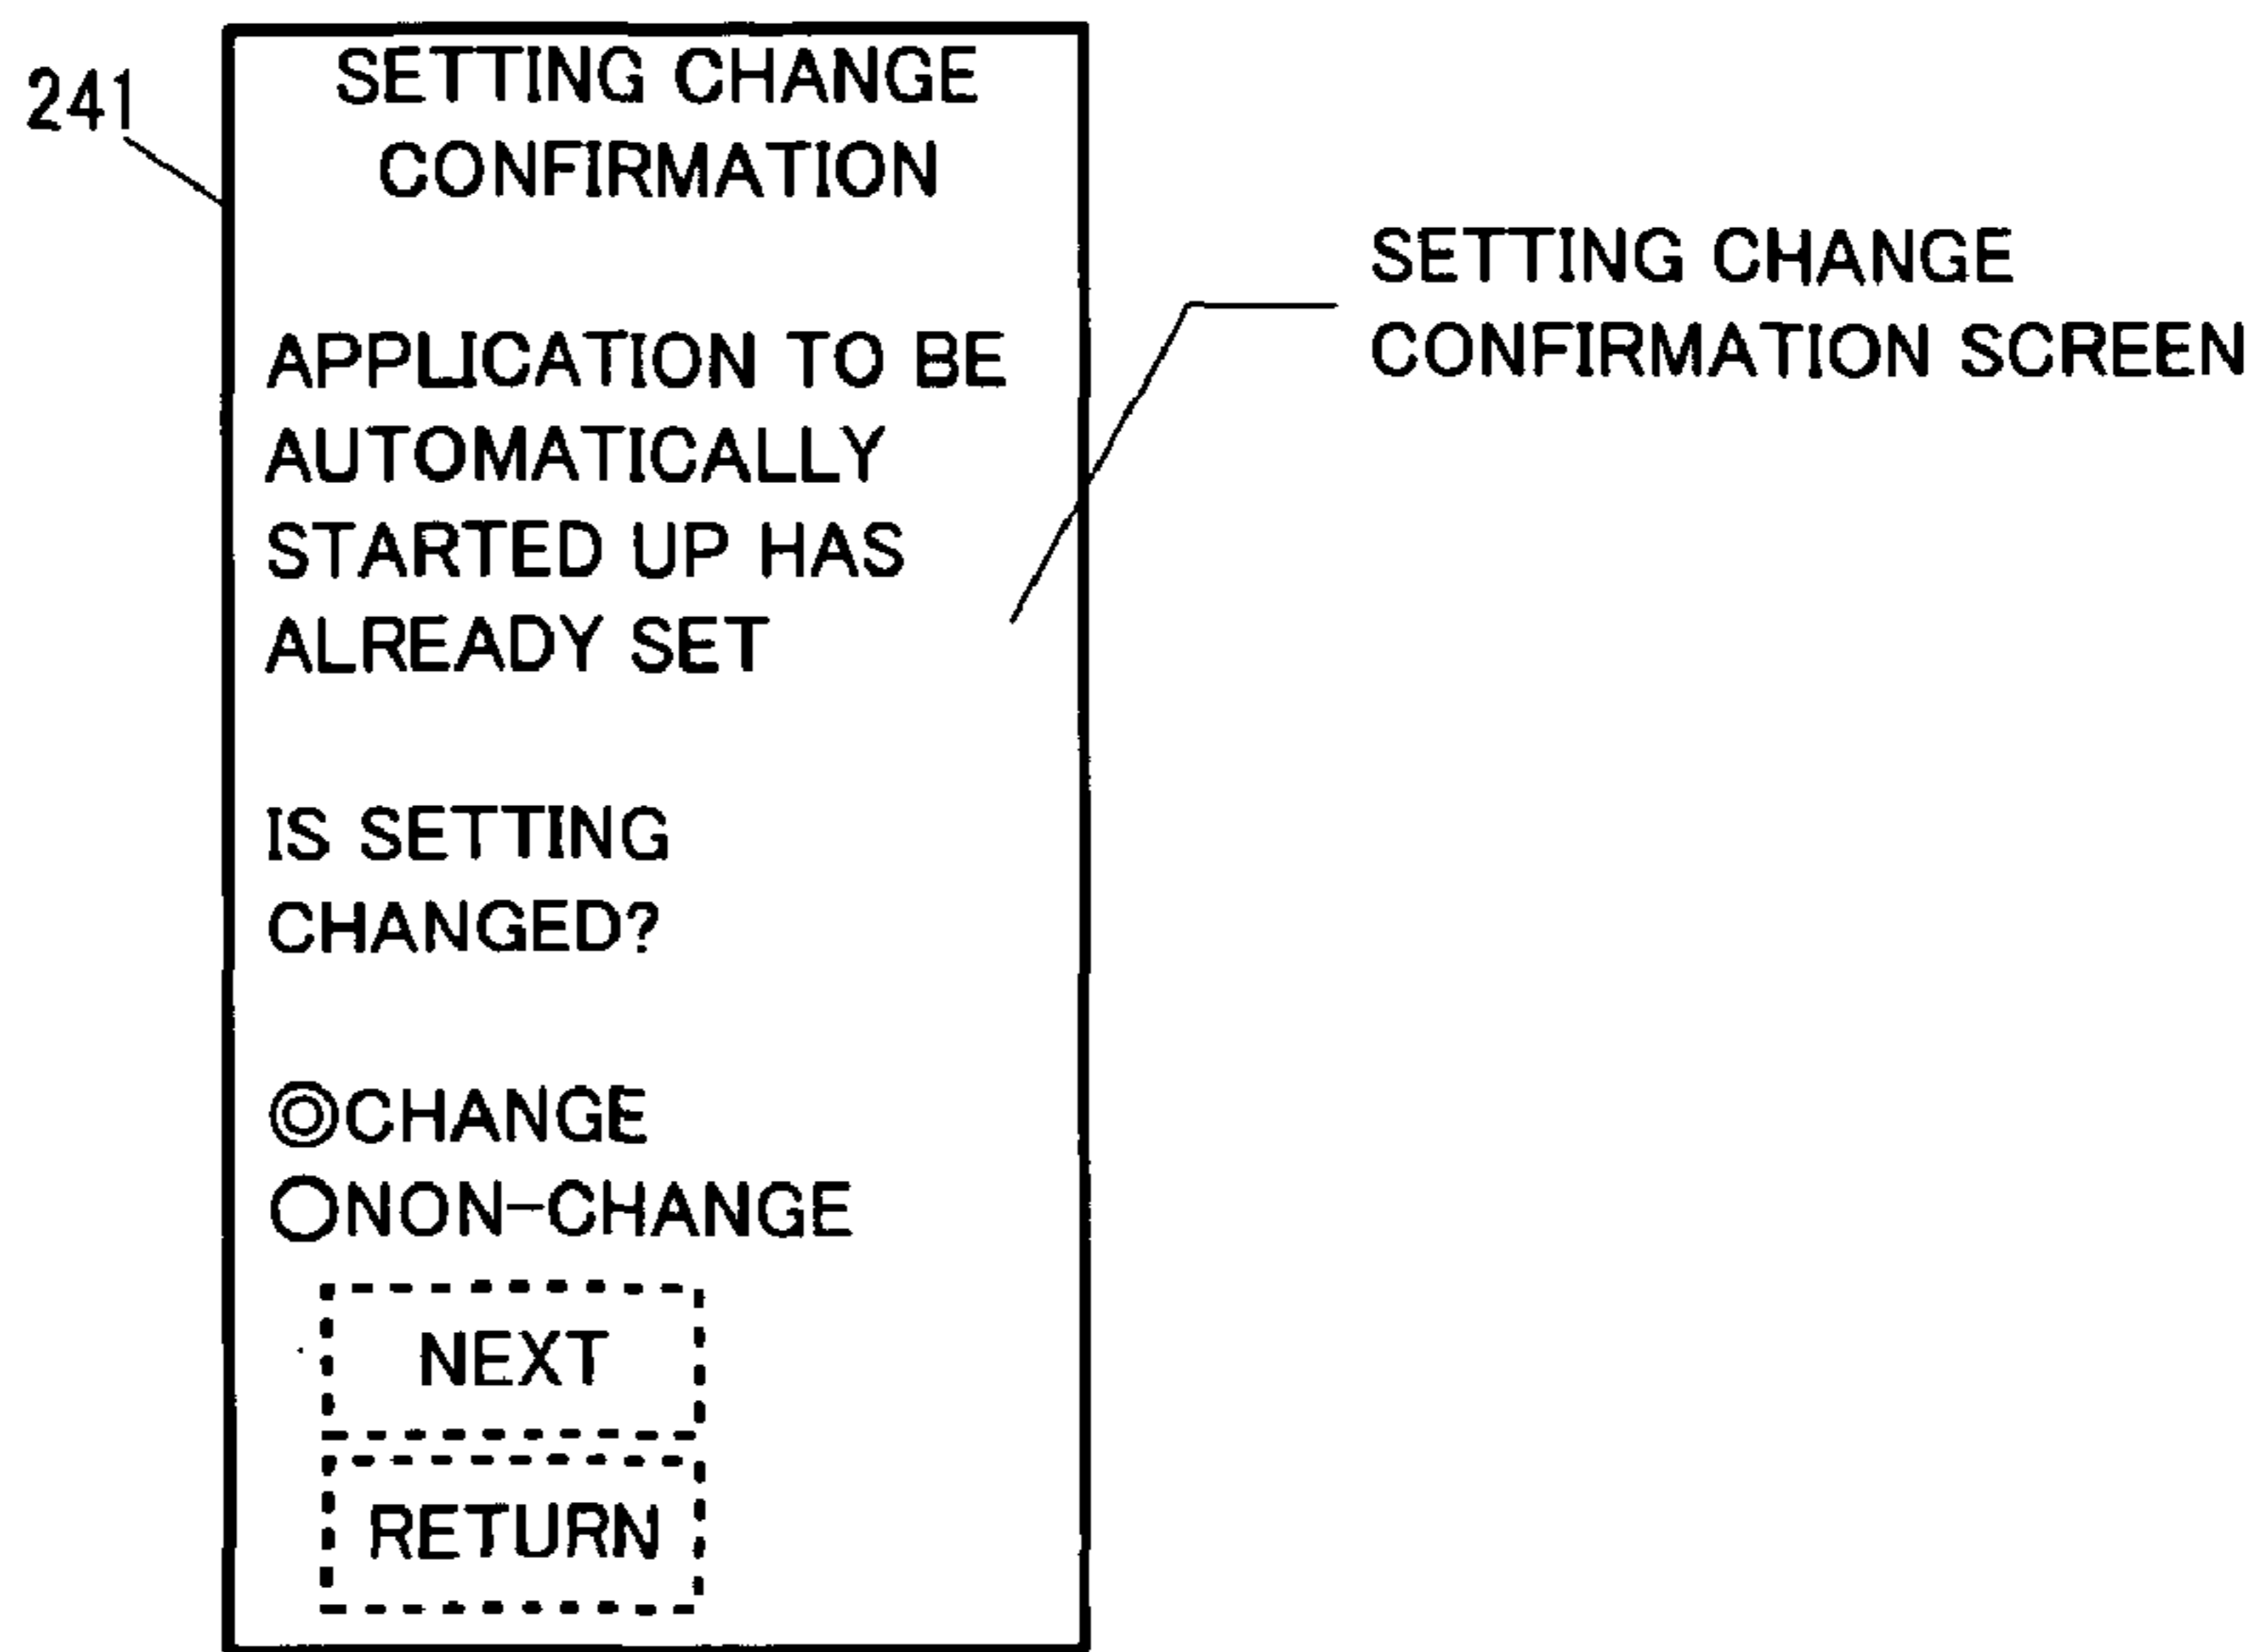 241
SETTING CHANGE
CONFIRMATION
APPLICATION TO BE
AUTOMATICALLY
STARTED UP HAS
ALREADY SET
IS SETTING
CHANGED?
◎CHANGE
○NON-CHANGE
NEXT
RETURN
SETTING CHANGE
CONFIRMATION SCREEN